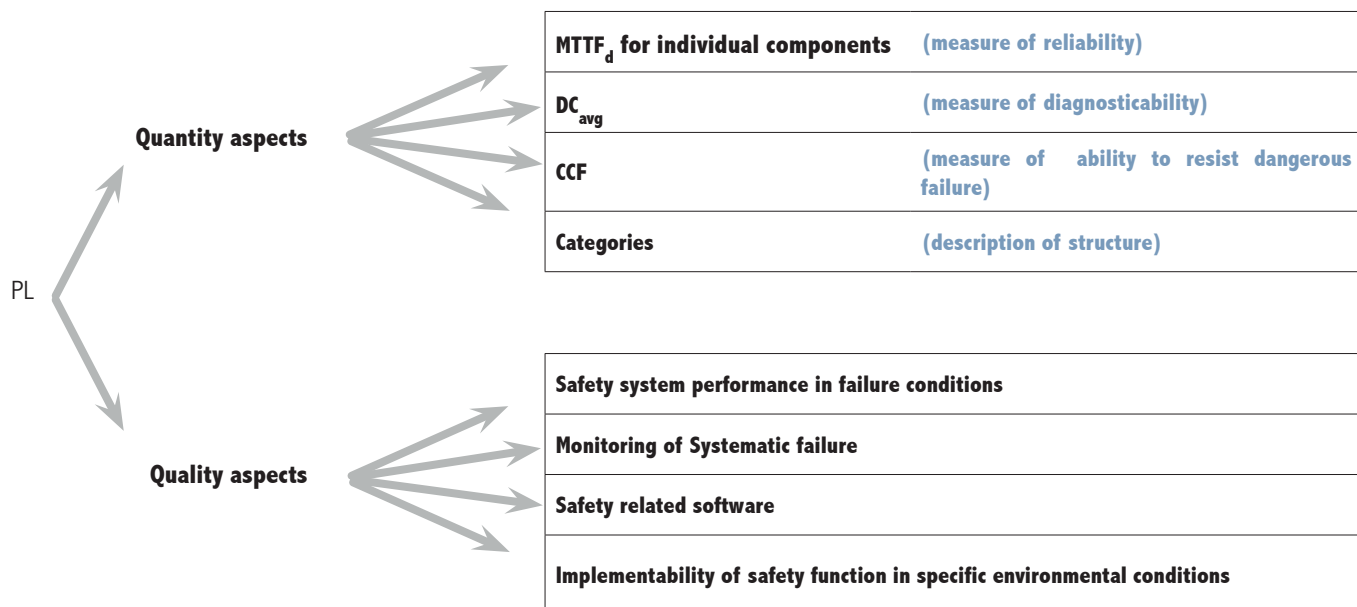 MTTFd for individual components (measure of reliability)
DCavg (measure of diagnosticability)
Quantity aspects
CCF (measure of ability to resist dangerous
failure)
Categories (description of structure)
PL
Safety system performance in failure conditions
Monitoring of Systematic failure
Quality aspects
Safety related software
Implementability of safety function in specific environmental conditions